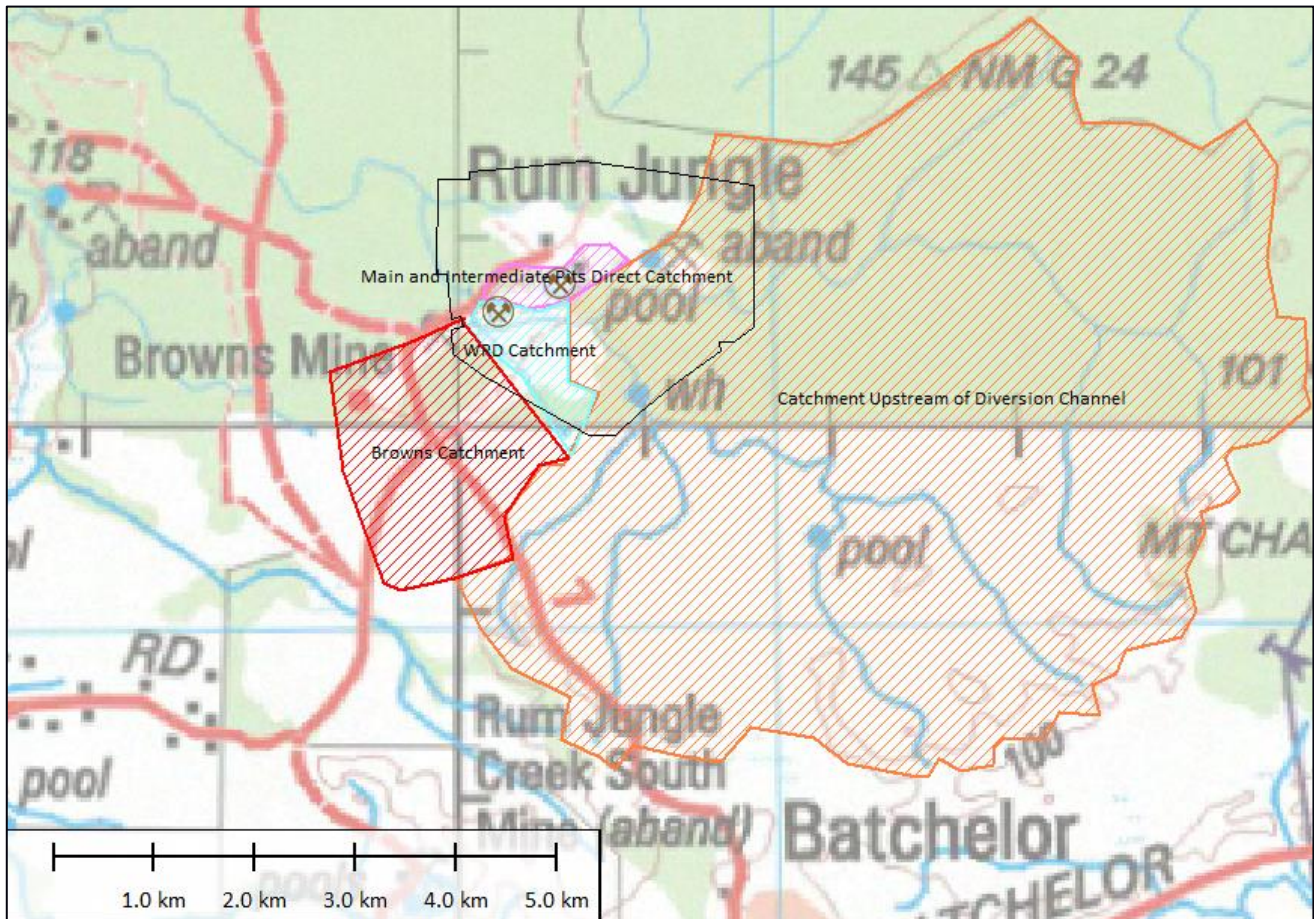 145 NM G 24
118
Rum Jungle
aband
aband
Main and Intermediate Pits Direct Catchment
pool
Browns Mine
WRD Catchment
101
wh
Catchment Upstream of Diversion Channel
Browns Catchment
pool
MT CHA
RD
Rum Jungle
Creek South
Mine (aband)
100
pool
Batchelor
pools
TCHELOR
1.0 km 2.0 km 3.0 km 4.0 km 5.0 km